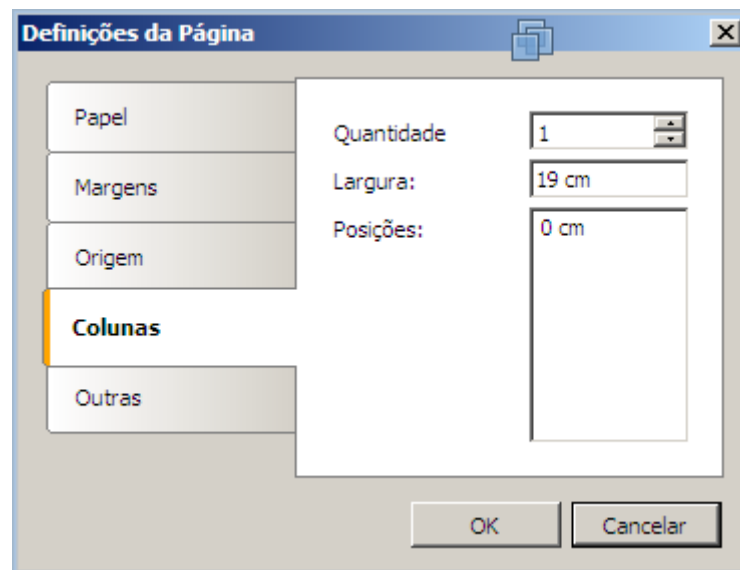 Definições da Página
Papel
Margens
Origem
Colunas
Outras
Quantidade 1
Largura: 19 cm
Posições: 0 cm
OK Cancelar